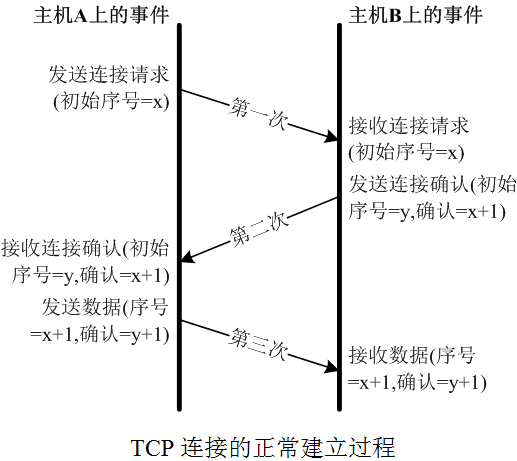 主机A上的事件
主机B上的事件
发送连接请求
(初始序号=x)
第一次
接收连接请求
(初始序号=x)
发送连接确认(初始
序号=y,确认=x+1)
第二次
接收连接确认(初始
序号=y,确认=x+1)
发送数据(序号
=x+1,确认=y+1)
第三次
接收数据(序号
=x+1,确认=y+1)
TCP 连接的正常建立过程